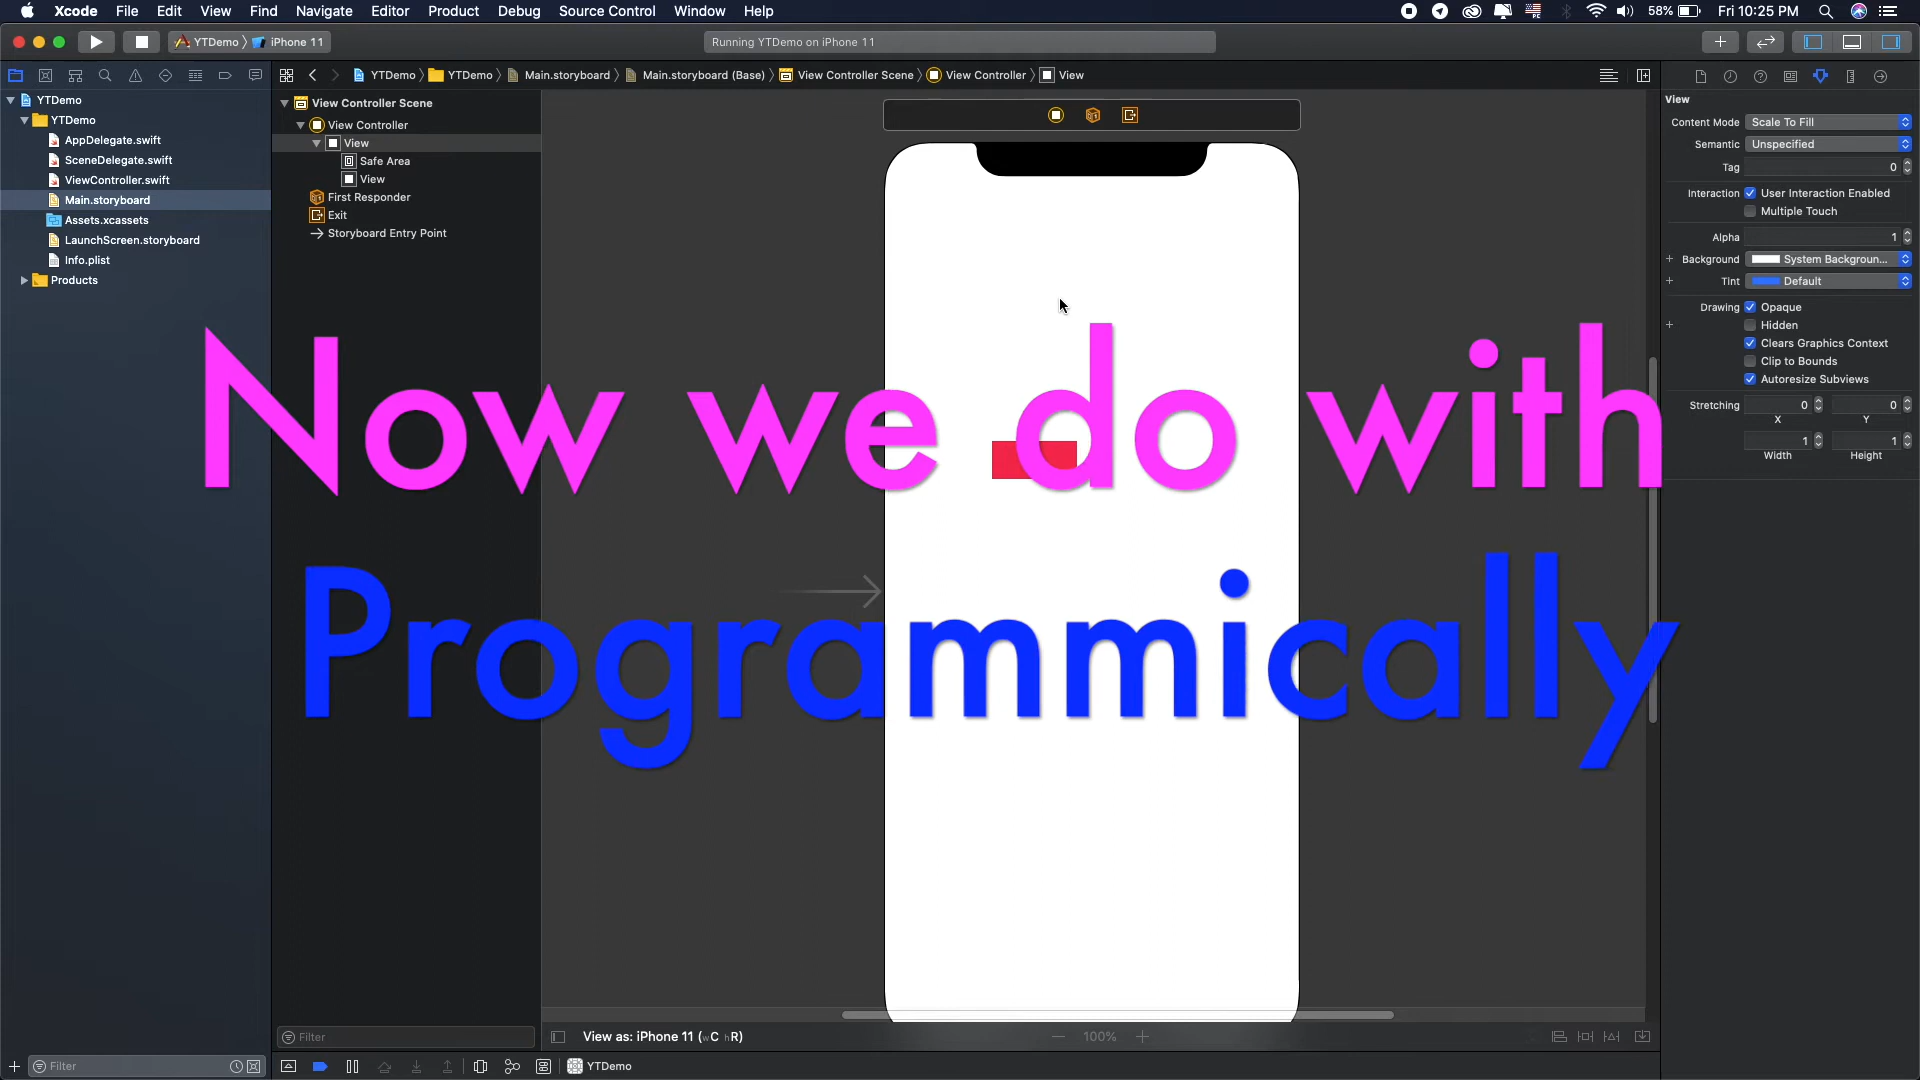 Xcode File Edit View Find Navigate Editor Product Debug Source Control Window Help 58% Fri 10:25 PM
YTDemo iPhone 11 Running YTDemo on iPhone 11
YTDemo YTDemo Main.storyboard Main.storyboard (Base) View Controller Scene View Controller View
YTDemo
YTDemo
AppDelegate.swift
SceneDelegate.swift
ViewController.swift
Main.storyboard
Assets.xcassets
LaunchScreen.storyboard
Info.plist
Products
View Controller Scene
View Controller
View
Safe Area
View
First Responder
Exit
Storyboard Entry Point
View
Content Mode Scale To Fill
Semantic Unspecified
Tag 0
Interaction User Interaction Enabled
Multiple Touch
Alpha 1
Background System Backgroun...
Tint Default
Drawing Opaque
Hidden
Clears Graphics Context
Clip to Bounds
Autoresize Subviews
Stretching 0 0
X Y
1 1
Width Height
Now we do with
Programmically
Filter View as: iPhone 11 (wC hR) 100%
Filter YTDemo